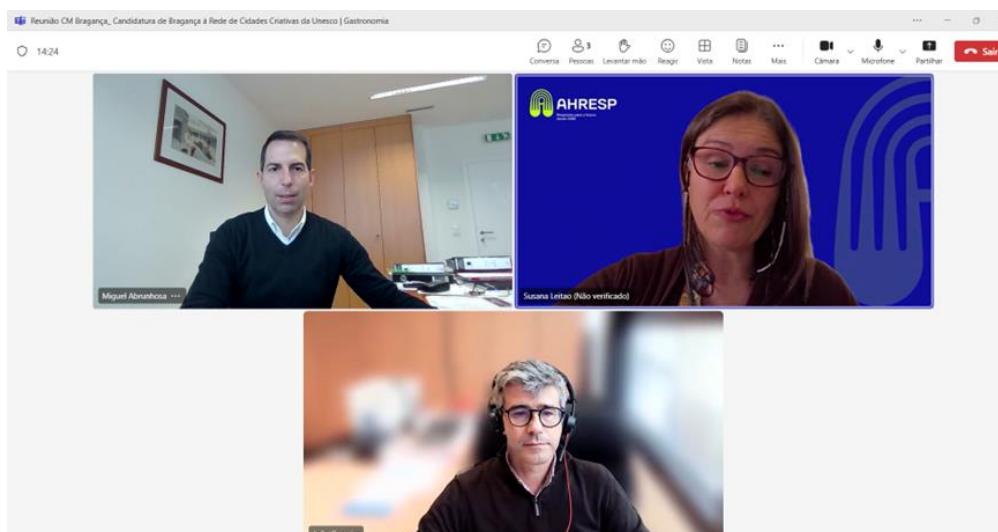 Reunião CM Bragança_ Candidatura de Bragança à Rede de Cidades Criativas da Unesco | Gastronomia
14:24
3
Conversa Pessoas Levantar mão Reagir Vista Notas Mais Câmara Microfone Partilhar Sair
AHRESP
Miguel Abrunhosa
Susana Leitao (Não verificado)